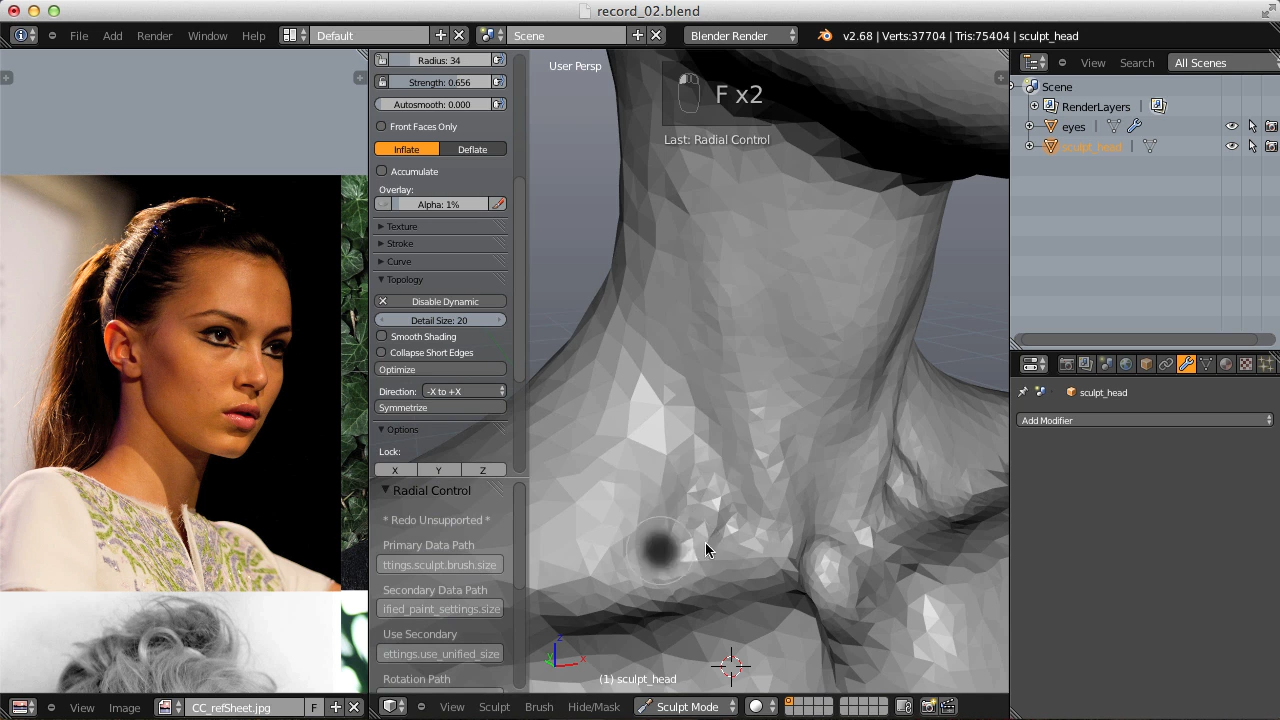 record_02.blend
File Add Render Window Help Default Scene Blender Render v2.68 | Verts:37704 | Tris:75404 | sculpt_head
Radius: 34
Strength: 0.656
Autosmooth: 0.000
Front Faces Only
Inflate Deflate
Accumulate
Overlay:
Alpha: 1%
Texture
Stroke
Curve
Topology
Disable Dynamic
Detail Size: 20
Smooth Shading
Collapse Short Edges
Optimize
Direction: -X to +X
Symmetrize
Options
Lock:
X Y Z
Radial Control
* Redo Unsupported *
Primary Data Path
ttings.sculpt.brush.size
Secondary Data Path
ified_paint_settings.size
Use Secondary
ettings.use_unified_size
Rotation Path
User Persp
F x2
Last: Radial Control
z
y
x
(1) sculpt_head
View Search All Scenes
Scene
RenderLayers
eyes
sculpt_head
sculpt_head
Add Modifier
View Image CC_refSheet.jpg F
View Sculpt Brush Hide/Mask Sculpt Mode